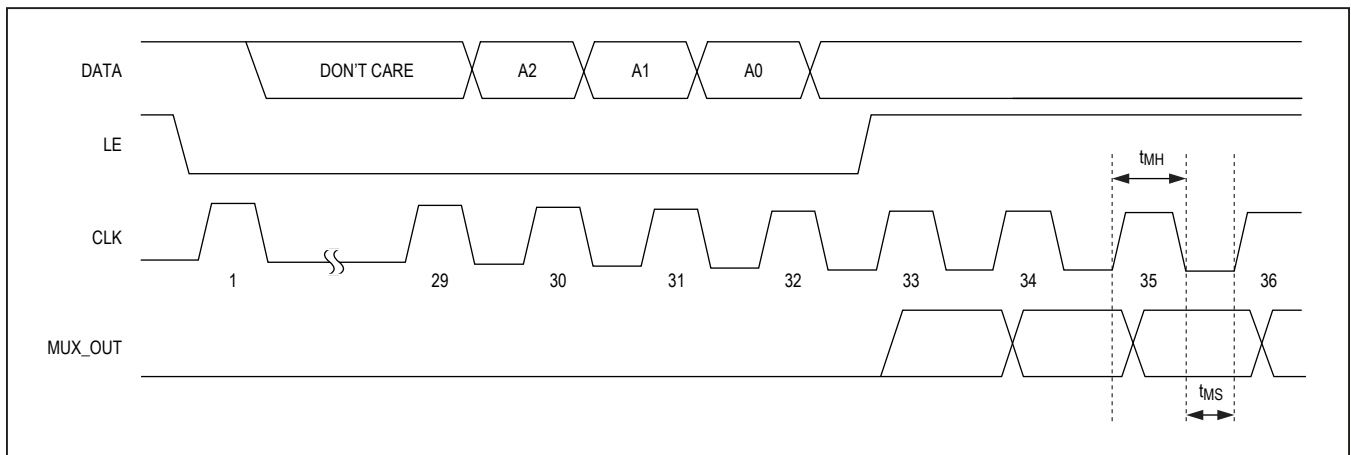 DATA
DON'T CARE
A2
A1
A0
LE
tMH
CLK
1
29
30
31
32
33
34
35
36
MUX_OUT
tMS